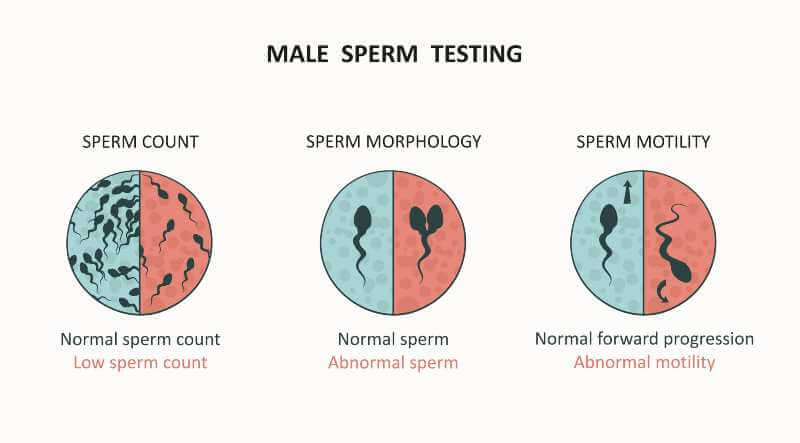 MALE SPERM TESTING
SPERM COUNT
SPERM MORPHOLOGY
SPERM MOTILITY
Normal sperm count
Low sperm count
Normal sperm
Abnormal sperm
Normal forward progression
Abnormal motility